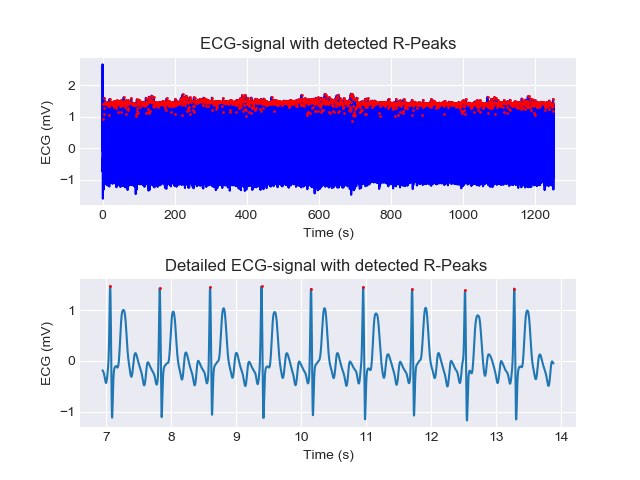 ECG-signal with detected R-Peaks
2
1
0
−1
ECG (mV)
0 200 400 600 800 1000 1200
Time (s)
Detailed ECG-signal with detected R-Peaks
1
0
−1
ECG (mV)
7 8 9 10 11 12 13 14
Time (s)